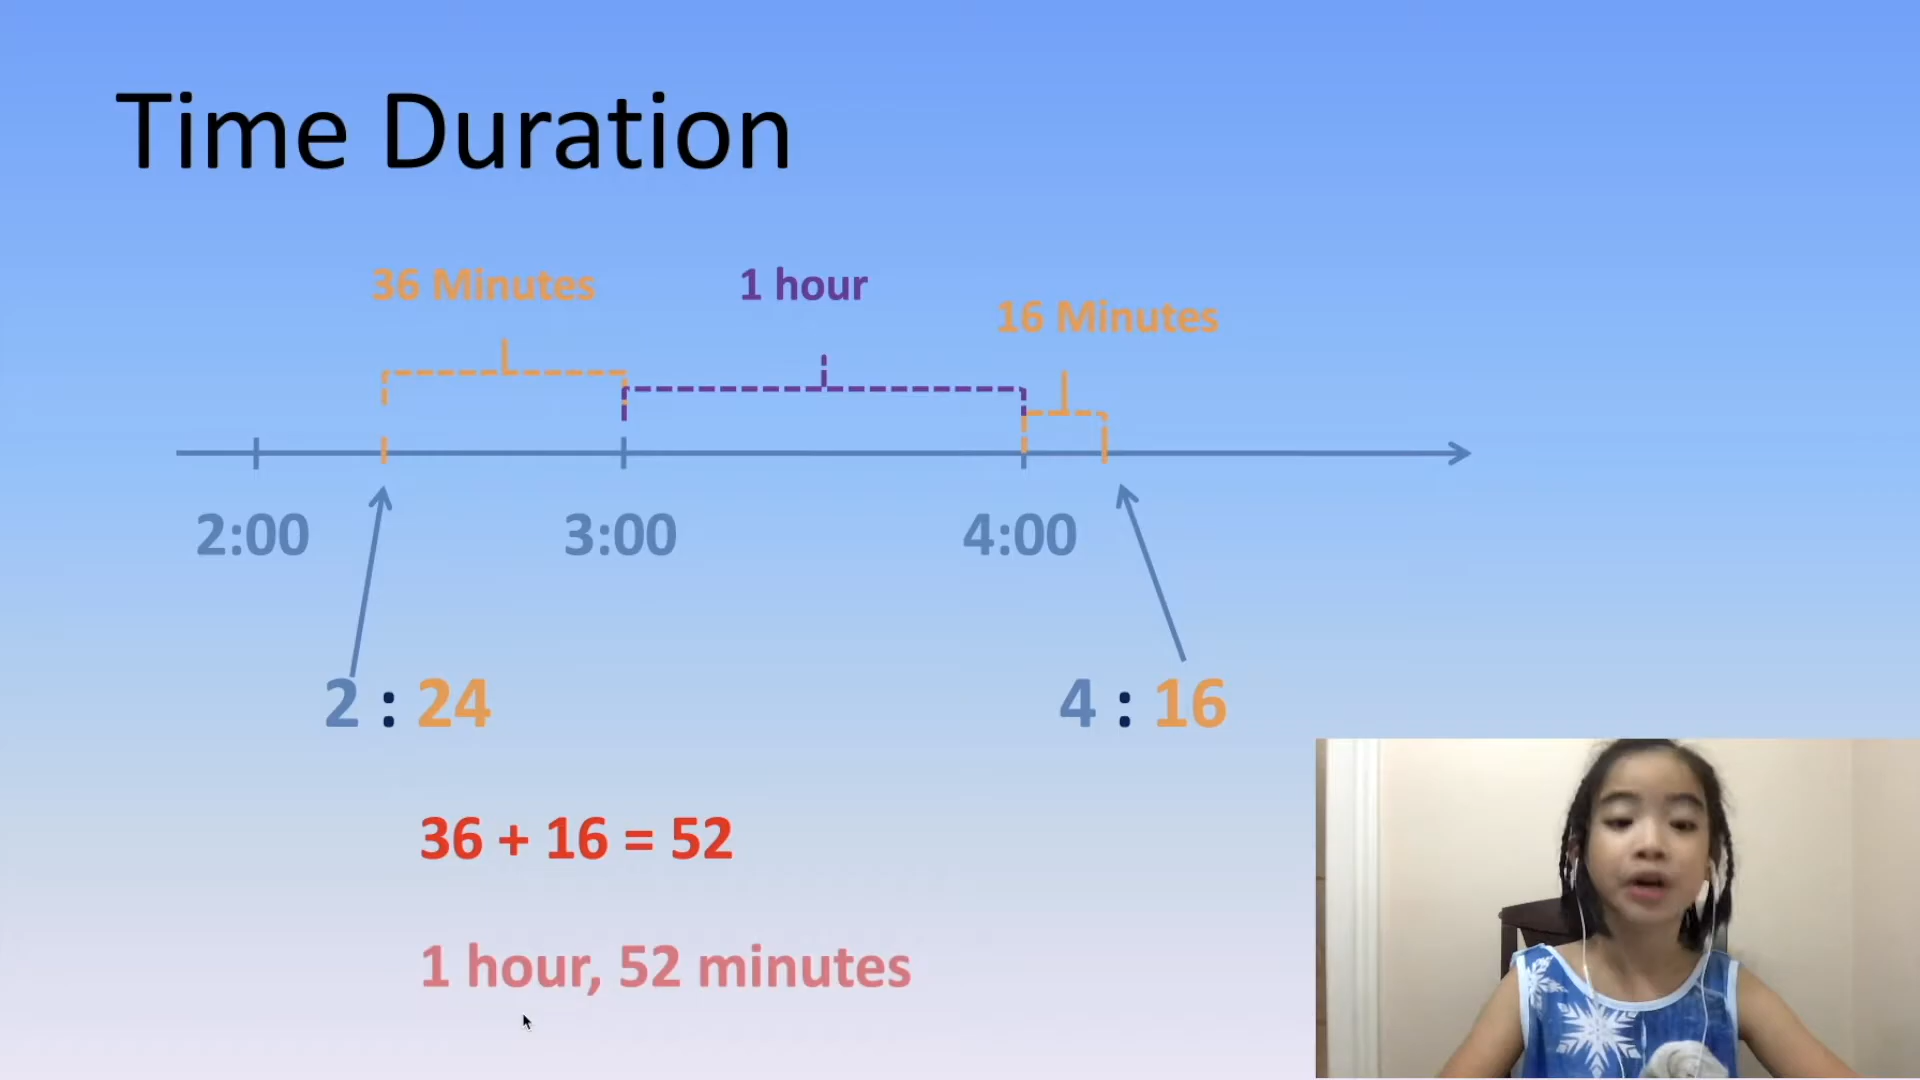 Time Duration
36 Minutes
1 hour
16 Minutes
2:00
3:00
4:00
2 : 24
4 : 16
36 + 16 = 52
1 hour, 52 minutes